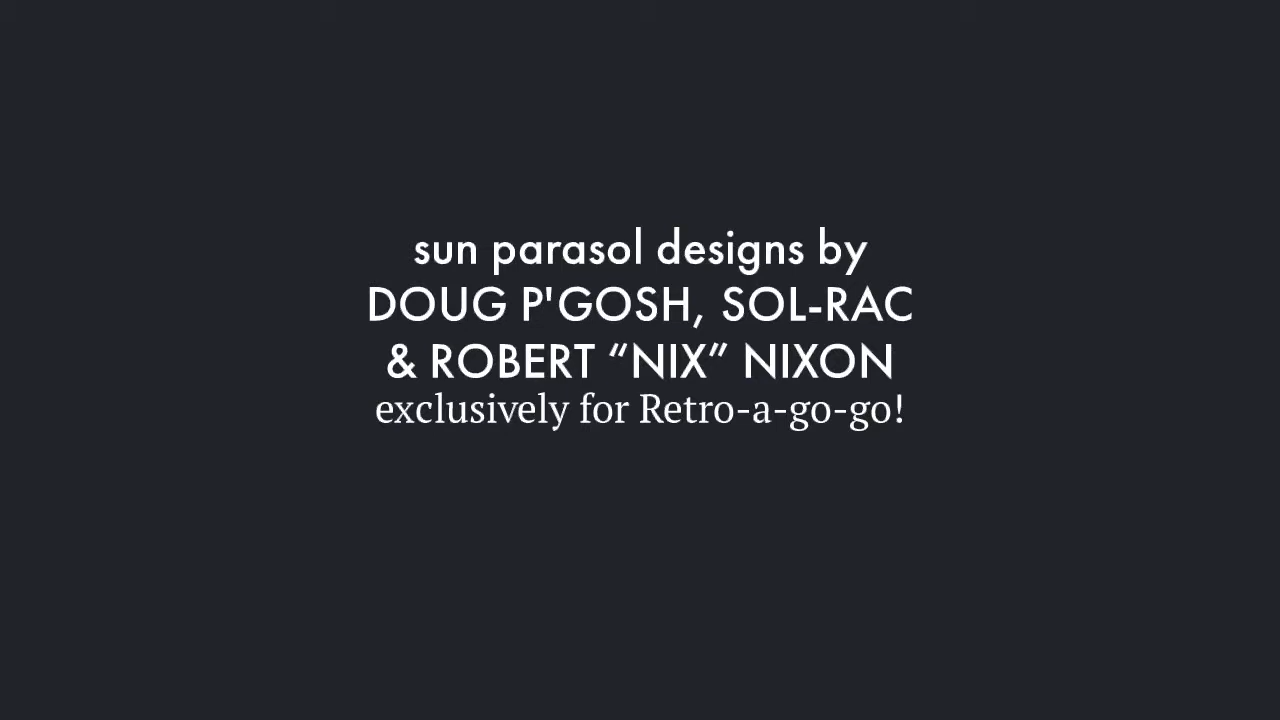 sun parasol designs by
DOUG P'GOSH, SOL-RAC
& ROBERT “NIX” NIXON
exclusively for Retro-a-go-go!